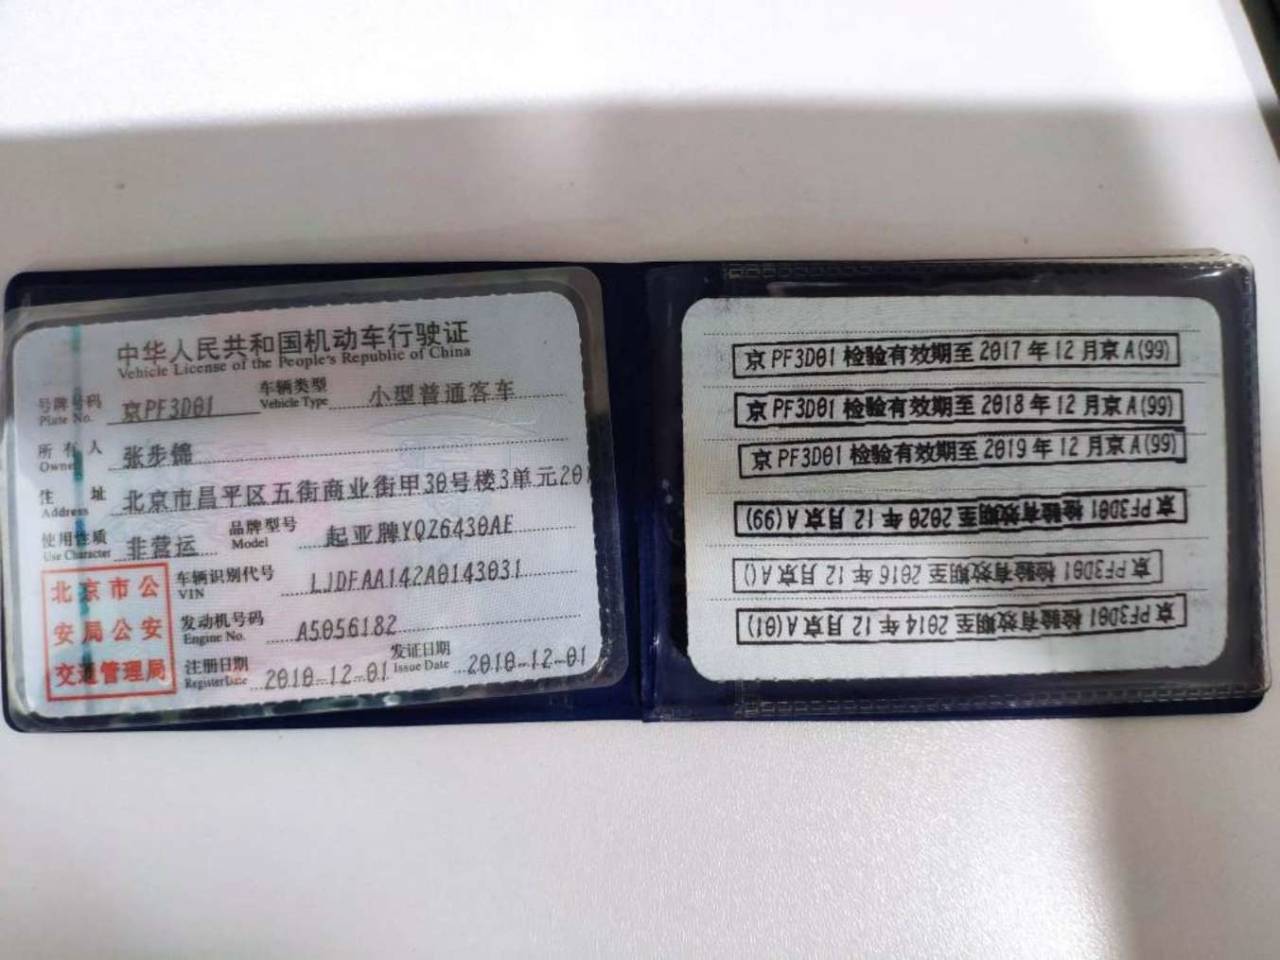 中华人民共和国机动车行驶证
Vehicle License of the People's Republic of China
号牌号码 京PF3D01 车辆类型 小型普通客车
Plate No. Vehicle Type
所有人 张步锦
Owner
住址 北京市昌平区五街商业街甲30号楼3单元201
Address
使用性质 非营运 品牌型号 起亚牌YQZ6430AE
Use Character Model
北京市公安局公安交通管理局
车辆识别代号 LJDFAA142A0143031
VIN
发动机号码 A5056182
Engine No.
注册日期 2010-12-01 发证日期 2010-12-01
Register Date Issue Date
京PF3D01检验有效期至2017年12月京A(99)
京PF3D01检验有效期至2018年12月京A(99)
京PF3D01检验有效期至2019年12月京A(99)
京PF3D01检验有效期至2020年12月京A(99)
京PF3D01检验有效期至2016年12月京A()
京PF3D01检验有效期至2014年12月京A(01)